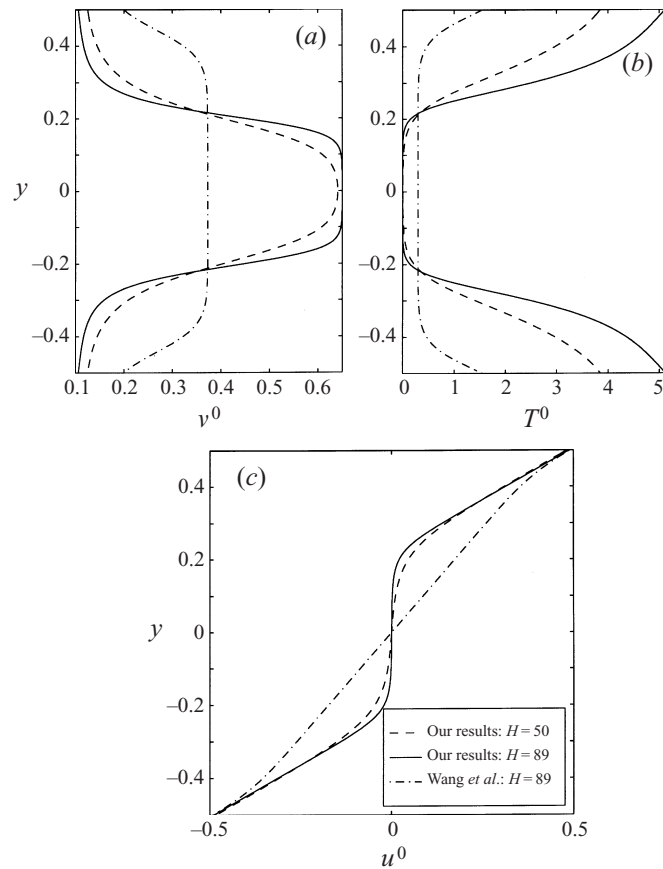 (a)
(b)
0.4
0.2
0
–0.2
–0.4
y
0.1 0.2 0.3 0.4 0.5 0.6
0 1 2 3 4 5
ν⁰
T⁰
(c)
0.4
0.2
0
–0.2
–0.4
y
Our results: H = 50
Our results: H = 89
Wang et al.: H = 89
–0.5 0 0.5
u⁰